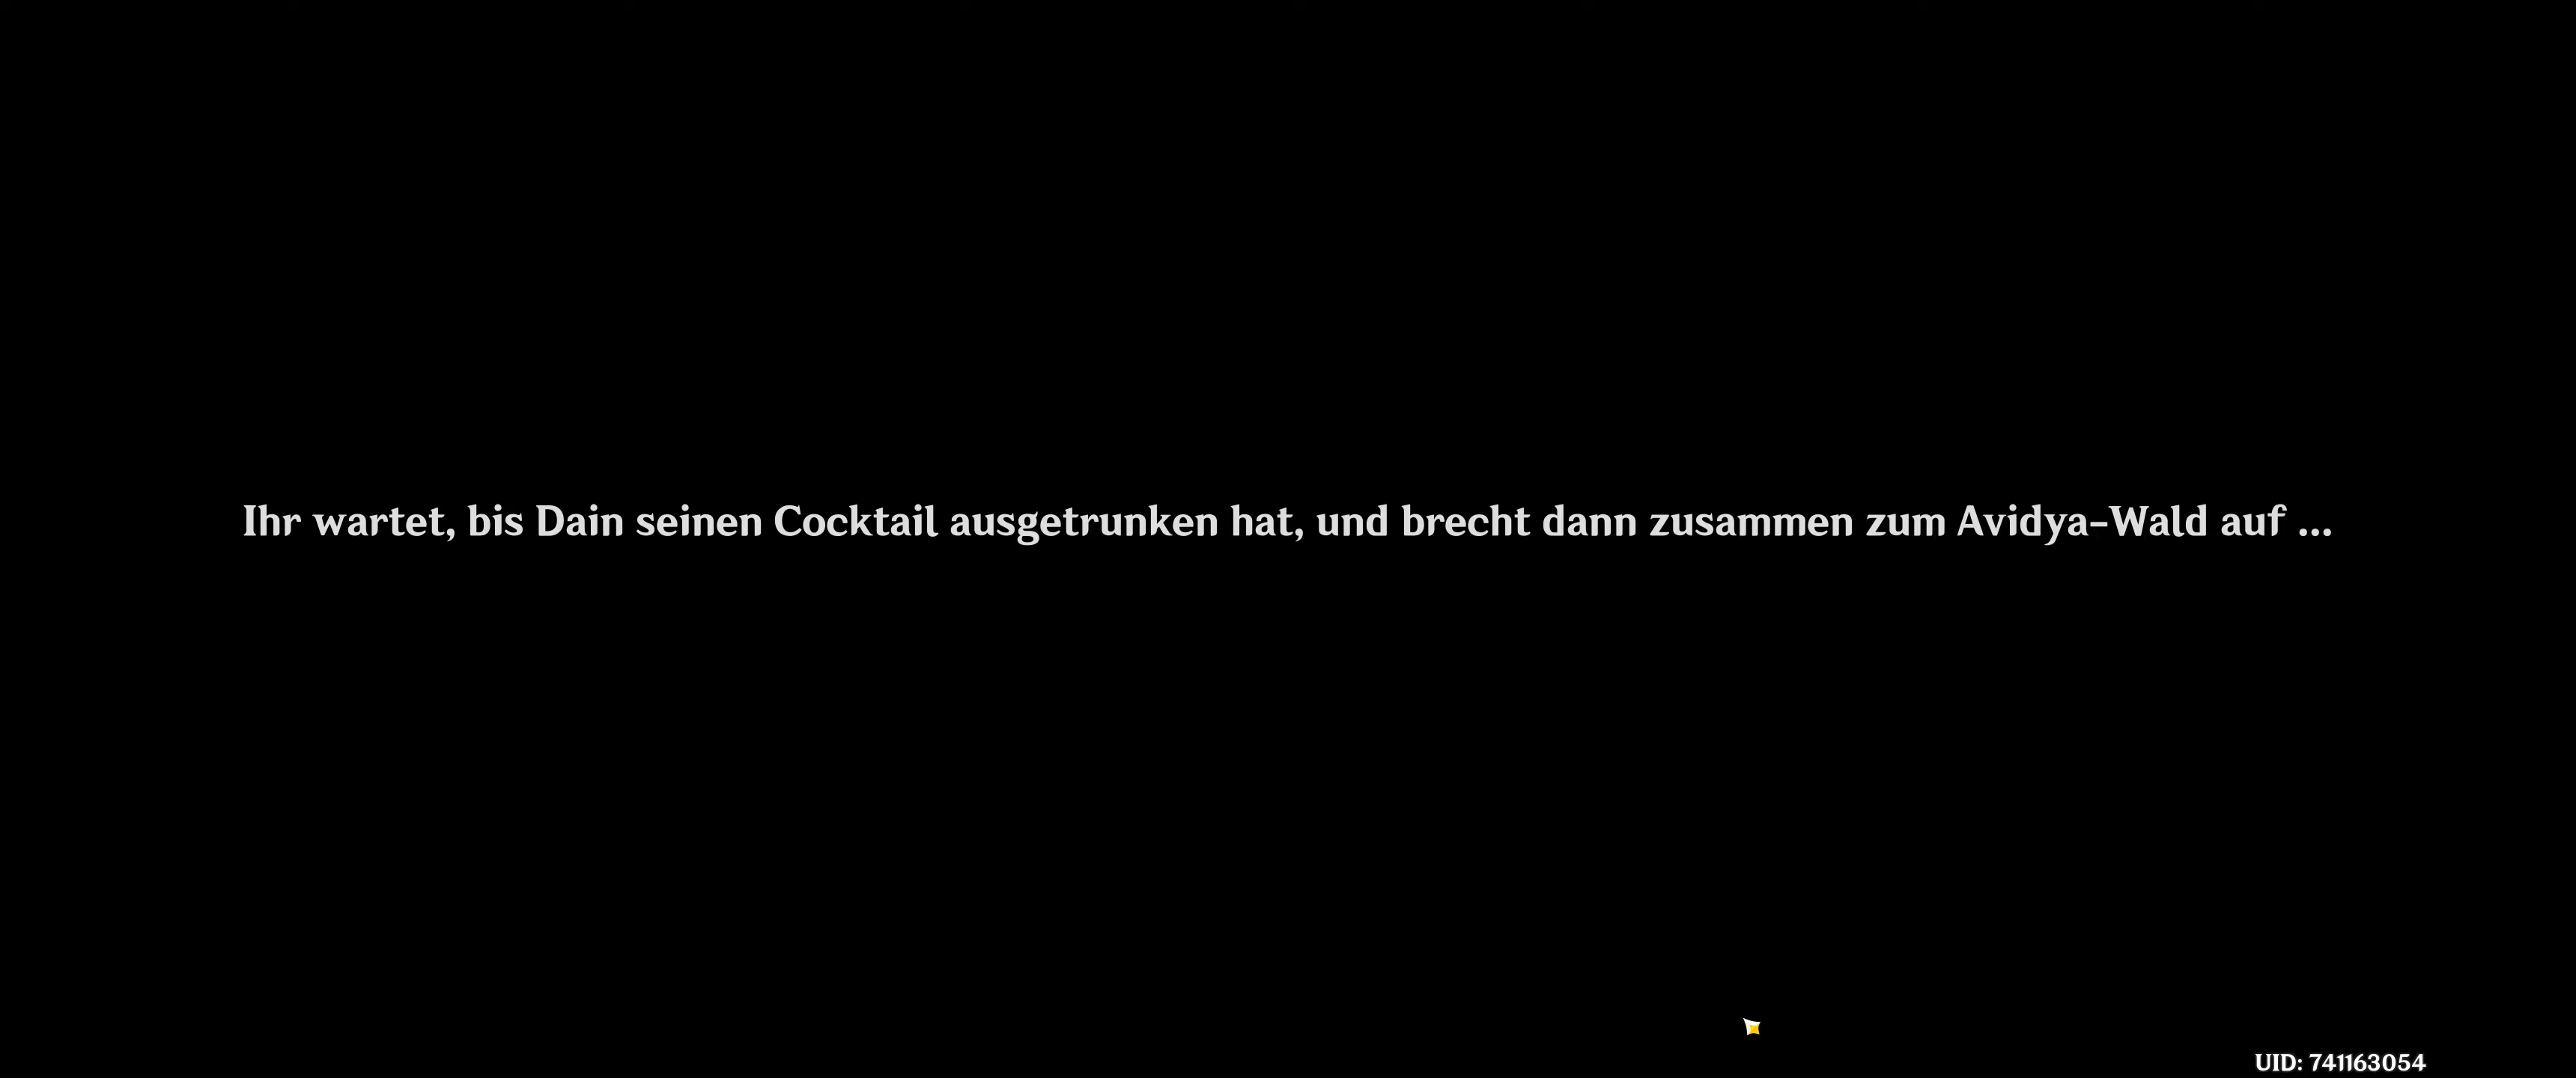 Ihr wartet, bis Dain seinen Cocktail ausgetrunken hat, und brecht dann zusammen zum Avidya-Wald auf ...
UID: 741163054